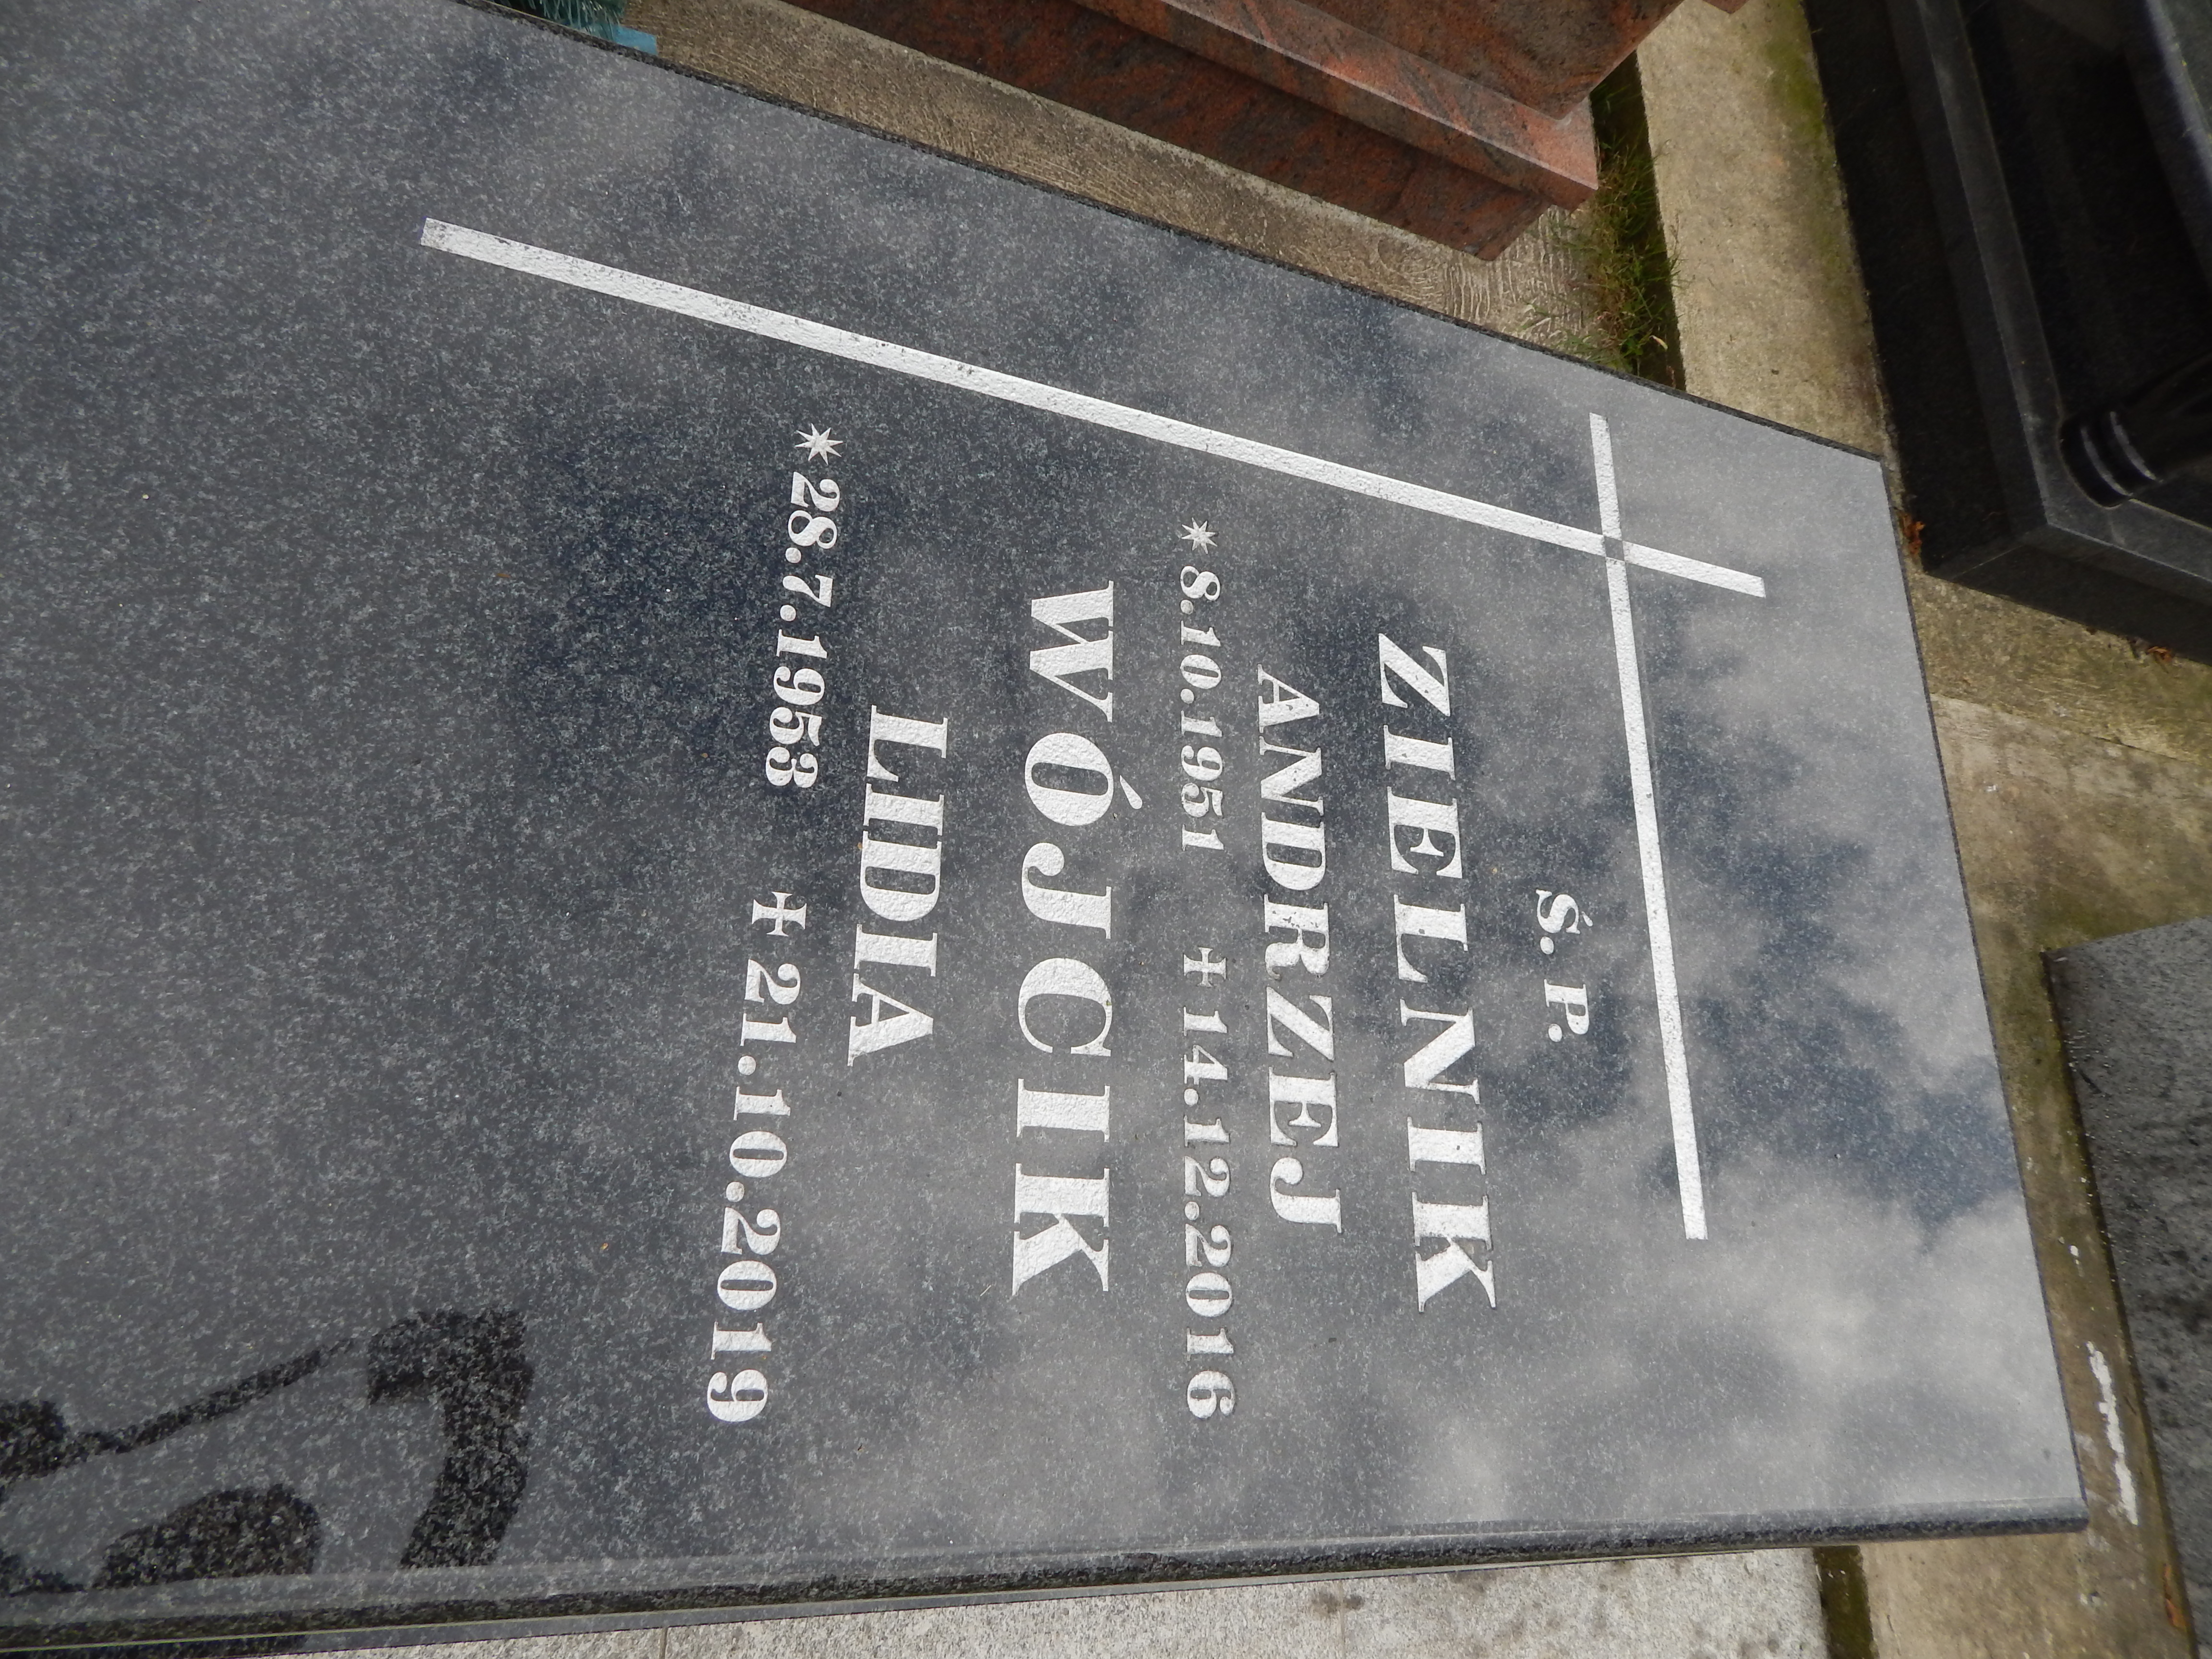 Ś. P.
ZIELNIK
ANDRZEJ
* 8.10.1951 ✝ 14.12.2016
WÓJCIK
LIDIA
* 28.7.1953 ✝ 21.10.2019